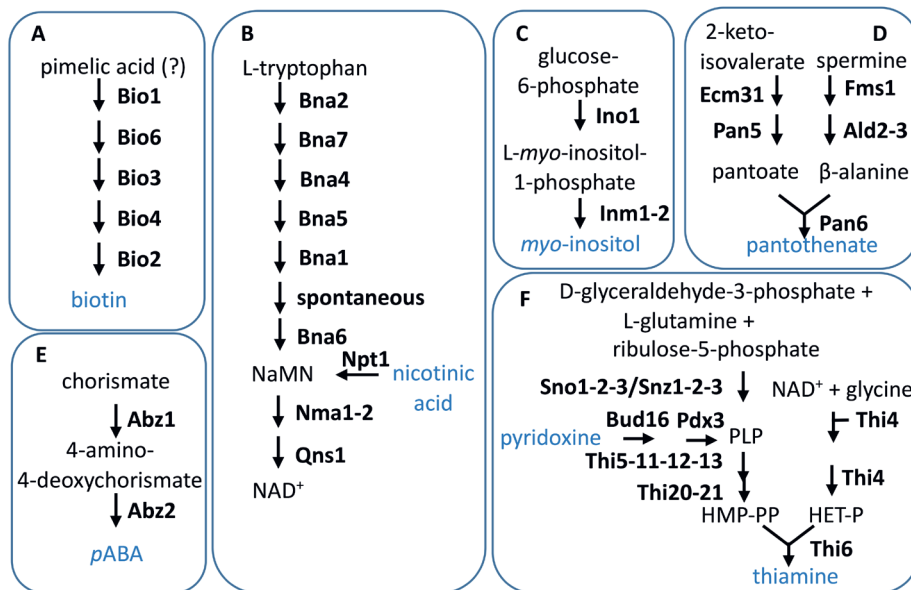 A
pimelic acid (?)
Bio1
Bio6
Bio3
Bio4
Bio2
biotin
B
L-tryptophan
Bna2
Bna7
Bna4
Bna5
Bna1
spontaneous
Bna6
Npt1
NaMN
nicotinic
acid
Nma1-2
Qns1
NAD⁺
C
glucose-
6-phosphate
Ino1
L-myo-inositol-
1-phosphate
Inm1-2
myo-inositol
D
2-keto-
isovalerate
spermine
Ecm31
Fms1
Pan5
Ald2-3
pantoate
β-alanine
Pan6
pantothenate
E
chorismate
Abz1
4-amino-
4-deoxychorismate
Abz2
pABA
F
D-glyceraldehyde-3-phosphate +
L-glutamine +
ribulose-5-phosphate
Sno1-2-3/Snz1-2-3
NAD⁺ + glycine
Bud16
Pdx3
Thi4
pyridoxine
PLP
Thi5-11-12-13
Thi4
Thi20-21
HMP-PP
HET-P
Thi6
thiamine